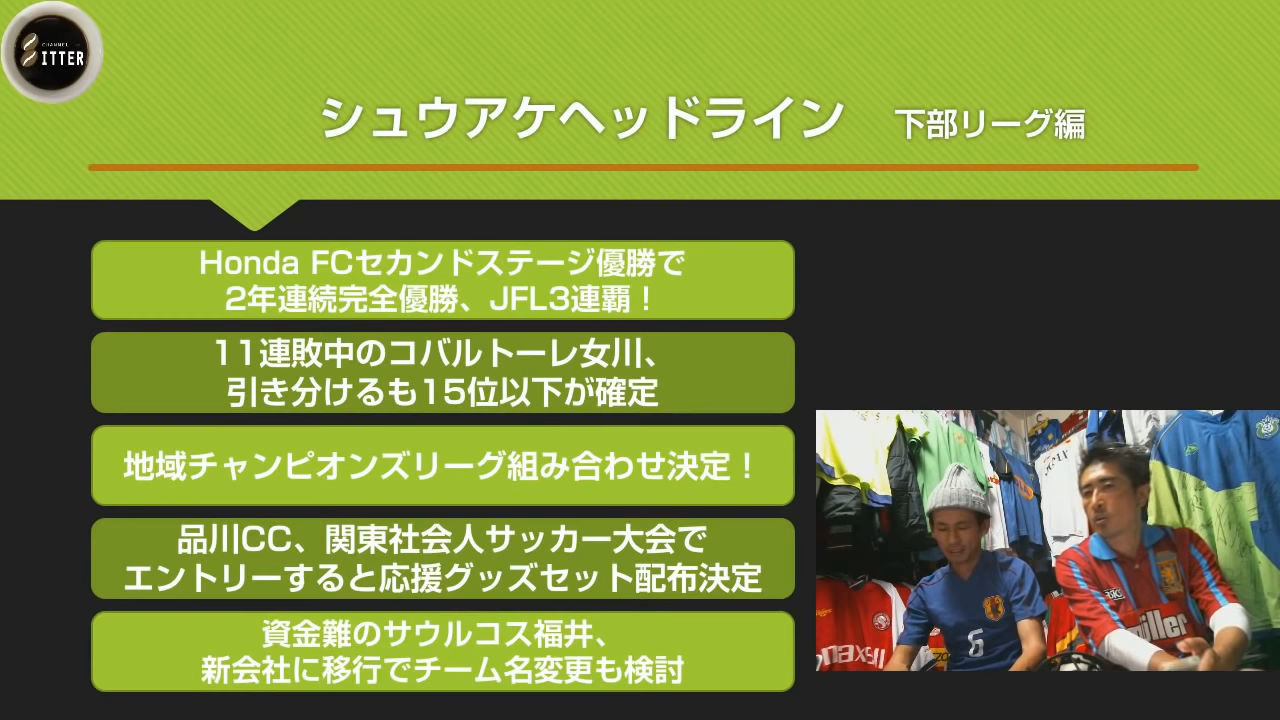 CHANNEL
ITTER
シュウアケヘッドライン 下部リーグ編
Honda FCセカンドステージ優勝で
2年連続完全優勝、JFL3連覇！
11連敗中のコバルトーレ女川、
引き分けるも15位以下が確定
地域チャンピオンズリーグ組み合わせ決定！
品川CC、関東社会人サッカー大会で
エントリーすると応援グッズセット配布決定
資金難のサウルコス福井、
新会社に移行でチーム名変更も検討
6
maxell